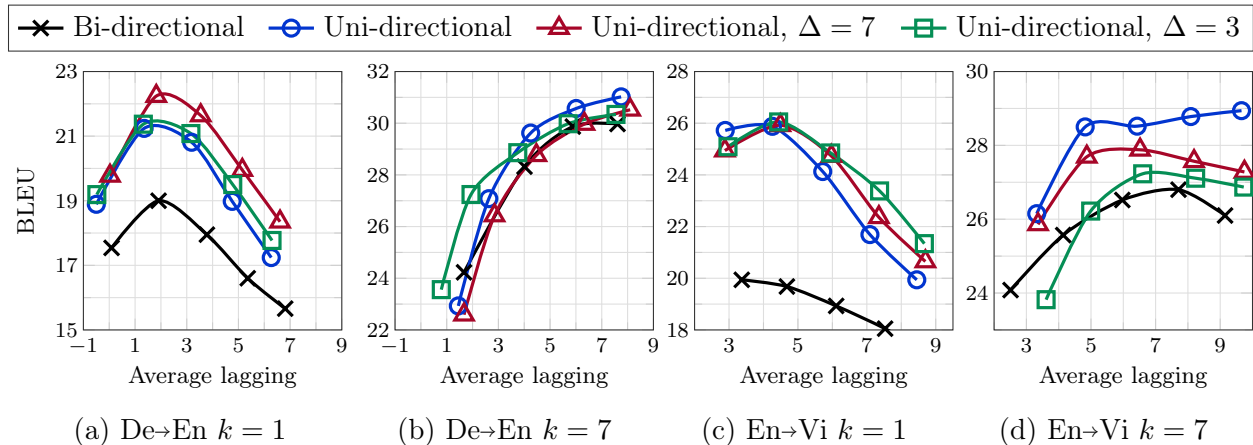 Bi-directional Uni-directional Uni-directional, Δ = 7 Uni-directional, Δ = 3
BLEU
23
21
19
17
15
−1 1 3 5 7 9
Average lagging
(a) De→En k = 1
32
30
28
26
24
22
1 3 5 7 9
Average lagging
(b) De→En k = 7
28
26
24
22
20
18
3 5 7 9
Average lagging
(c) En→Vi k = 1
30
28
26
24
3 5 7 9
Average lagging
(d) En→Vi k = 7